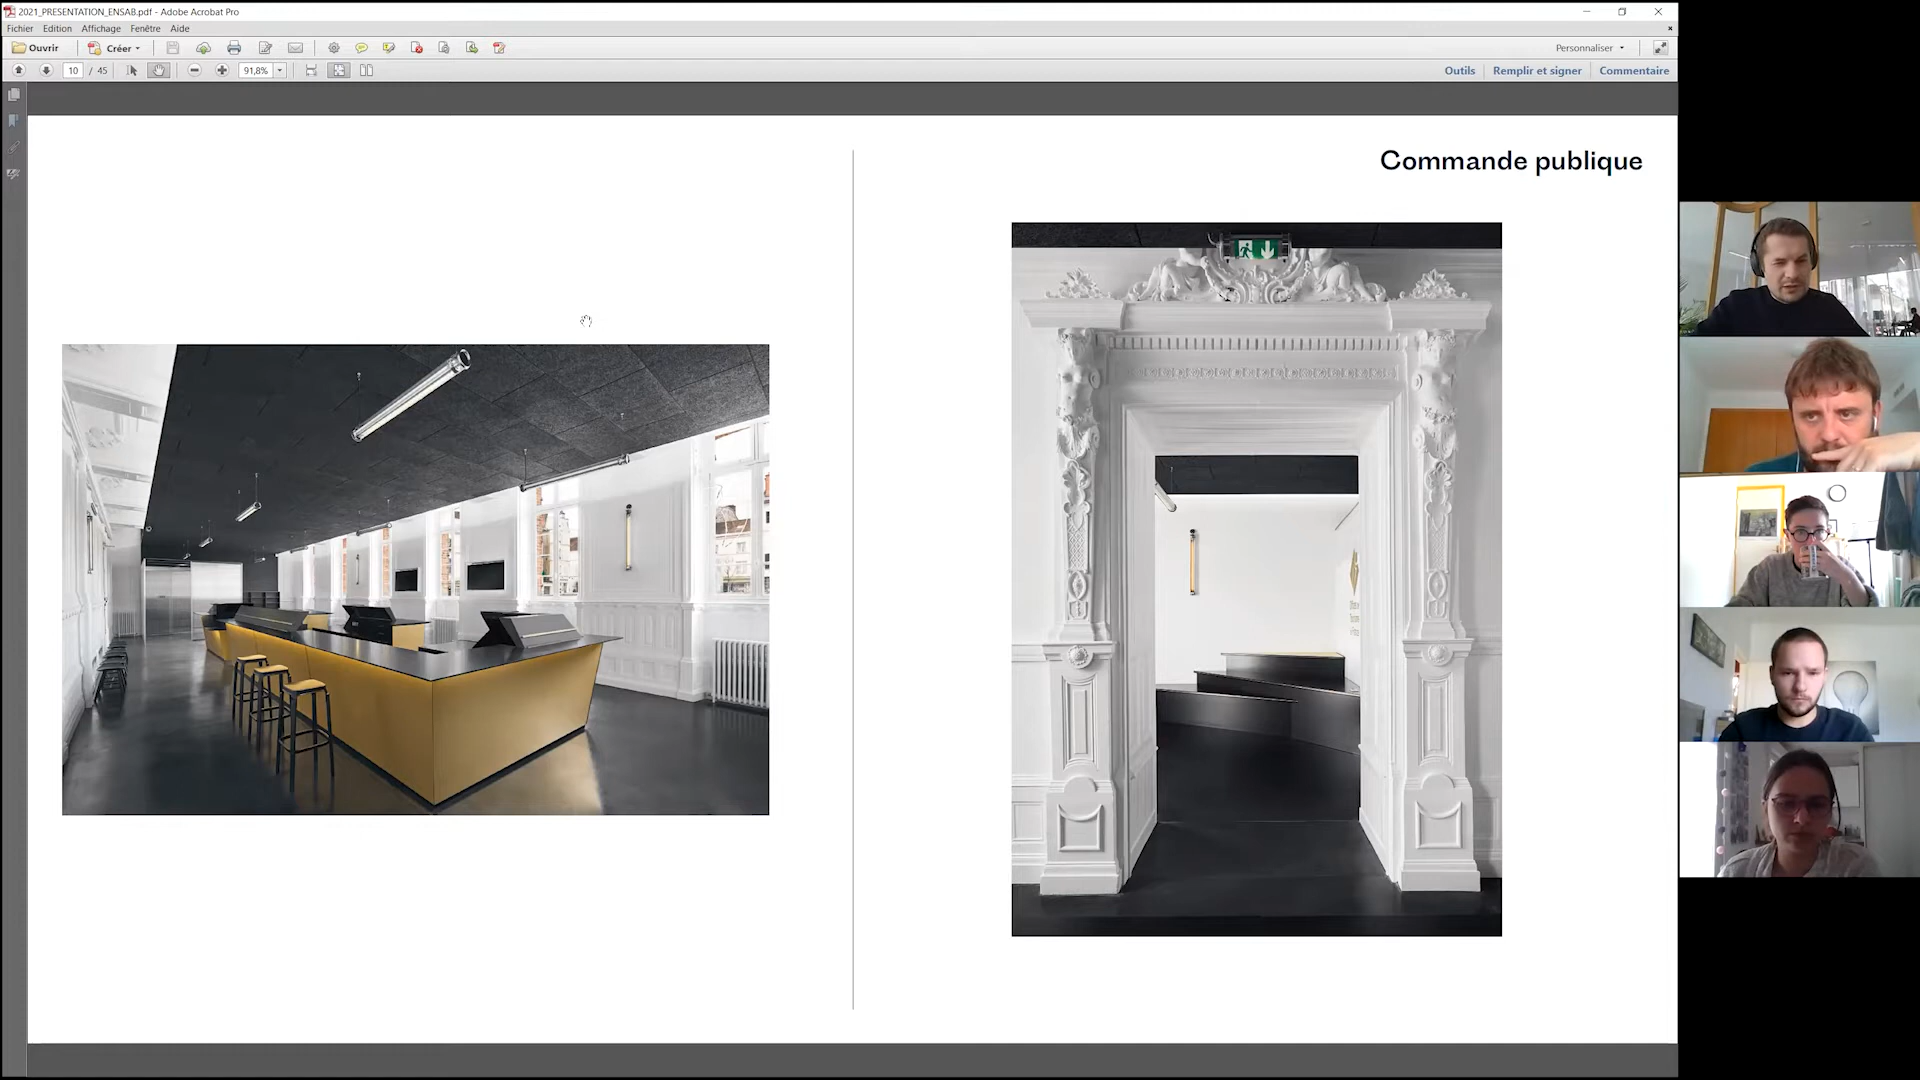 2021_PRESENTATION_ENSAB.pdf - Adobe Acrobat Pro
Fichier Edition Affichage Fenêtre Aide
Ouvrir Créer Personnaliser
10 / 45 91,8% Outils Remplir et signer Commentaire
Commande publique